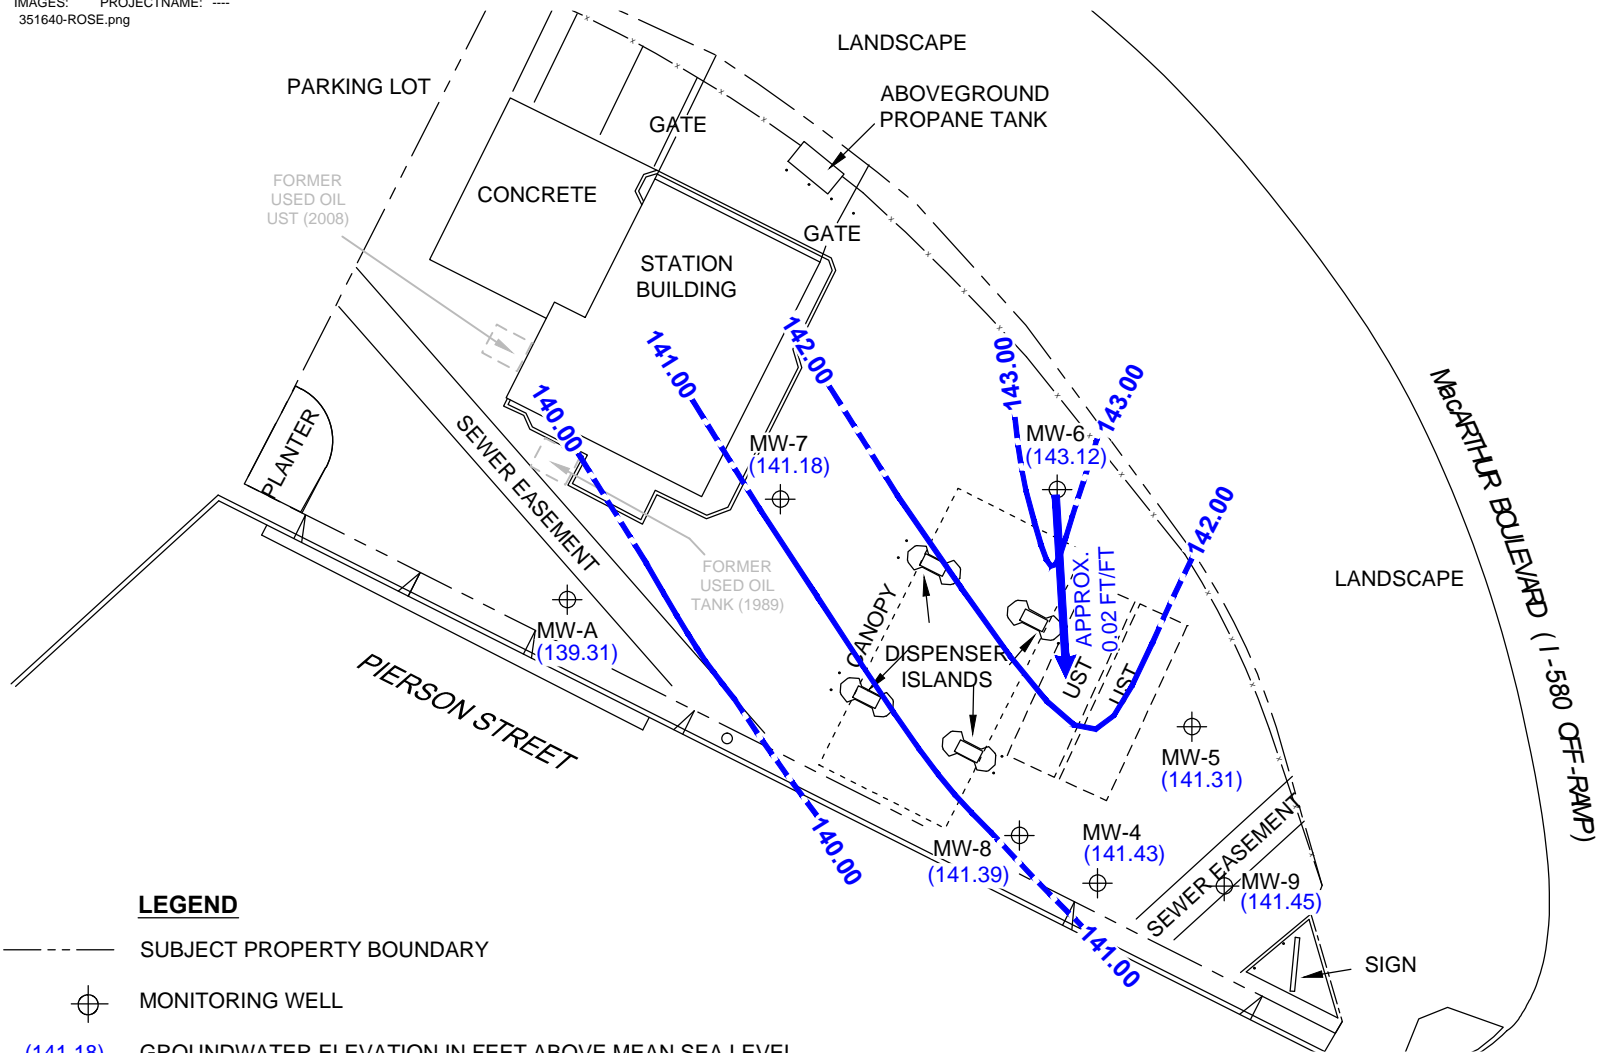 IMAGES: PROJECTNAME: ----
351640-ROSE.png
LANDSCAPE
PARKING LOT
ABOVEGROUND
PROPANE TANK
GATE
FORMER
USED OIL
UST (2008)
CONCRETE
GATE
STATION
BUILDING
141.00
142.00
143.00
143.00
140.00
MacARTHUR BOULEVARD (I-580 OFF-RAMP)
PLANTER
SEWER EASEMENT
MW-7
(141.18)
MW-6
(143.12)
142.00
FORMER
USED OIL
TANK (1989)
APPROX.
0.02 FT/FT
LANDSCAPE
CANOPY
MW-A
(139.31)
DISPENSER
ISLANDS
UST
UST
PIERSON STREET
MW-5
(141.31)
140.00
MW-8
(141.39)
MW-4
(141.43)
SEWER EASEMENT
MW-9
(141.45)
141.00
SIGN
LEGEND
SUBJECT PROPERTY BOUNDARY
MONITORING WELL
(141.18) GROUNDWATER ELEVATION IN FEET ABOVE MEAN SEA LEVEL